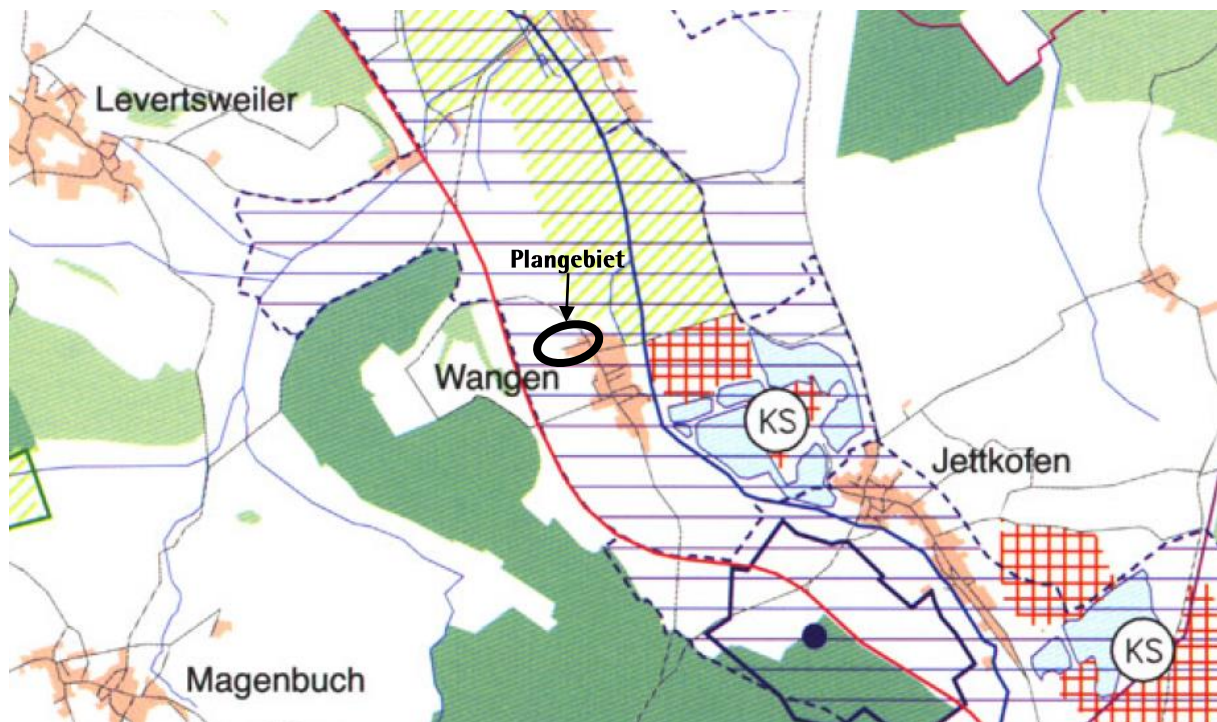 Levertsweiler
Plangebiet
Wangen
KS
Jettkofen
KS
Magenbuch